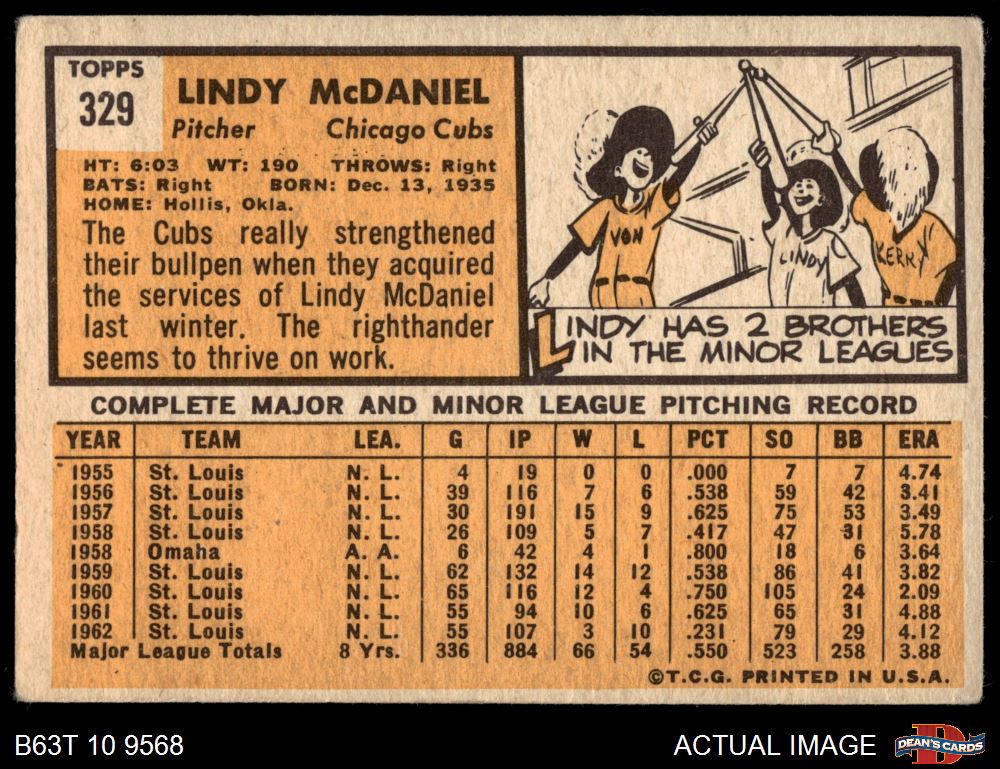 TOPPS
329
LINDY McDANIEL
Pitcher Chicago Cubs
HT: 6:03 WT: 190 THROWS: Right
BATS: Right BORN: Dec. 13, 1935
HOME: Hollis, Okla.
The Cubs really strengthened
their bullpen when they acquired
the services of Lindy McDaniel
last winter. The righthander
seems to thrive on work.
VON
LINDY
KERRY
LINDY HAS 2 BROTHERS
IN THE MINOR LEAGUES
COMPLETE MAJOR AND MINOR LEAGUE PITCHING RECORD
YEAR TEAM LEA. G IP W L PCT SO BB ERA
1955 St. Louis N. L. 4 19 0 0 .000 7 7 4.74
1956 St. Louis N. L. 39 116 7 6 .538 59 42 3.41
1957 St. Louis N. L. 30 191 15 9 .625 75 53 3.49
1958 St. Louis N. L. 26 109 5 7 .417 47 31 5.78
1958 Omaha A. A. 6 42 4 1 .800 18 6 3.64
1959 St. Louis N. L. 62 132 14 12 .538 86 41 3.82
1960 St. Louis N. L. 65 116 12 4 .750 105 24 2.09
1961 St. Louis N. L. 55 94 10 6 .625 65 31 4.88
1962 St. Louis N. L. 55 107 3 10 .231 79 29 4.12
Major League Totals 8 Yrs. 336 884 66 54 .550 523 258 3.88
©T.C.G. PRINTED IN U.S.A.
B63T 10 9568
ACTUAL IMAGE
D
DEAN'S CARDS